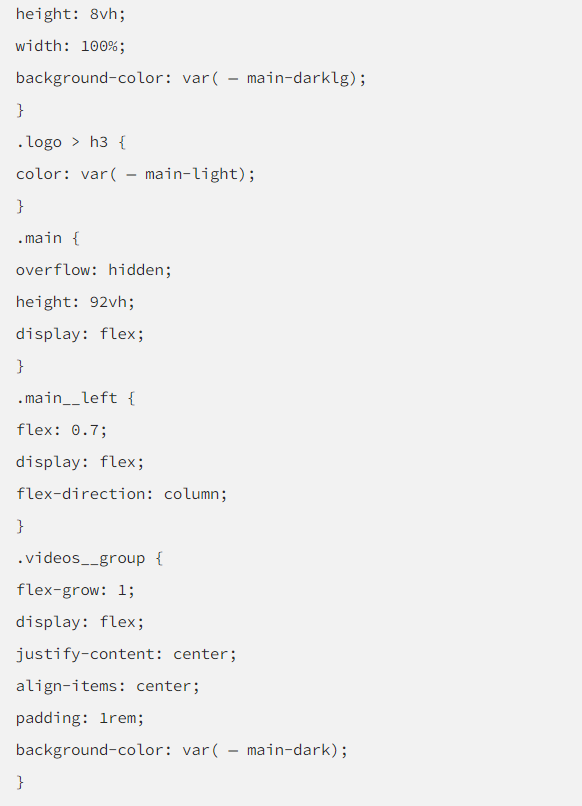 height: 8vh;
width: 100%;
background-color: var( — main-darklg);
}
.logo > h3 {
color: var( — main-light);
}
.main {
overflow: hidden;
height: 92vh;
display: flex;
}
.main__left {
flex: 0.7;
display: flex;
flex-direction: column;
}
.videos__group {
flex-grow: 1;
display: flex;
justify-content: center;
align-items: center;
padding: 1rem;
background-color: var( — main-dark);
}